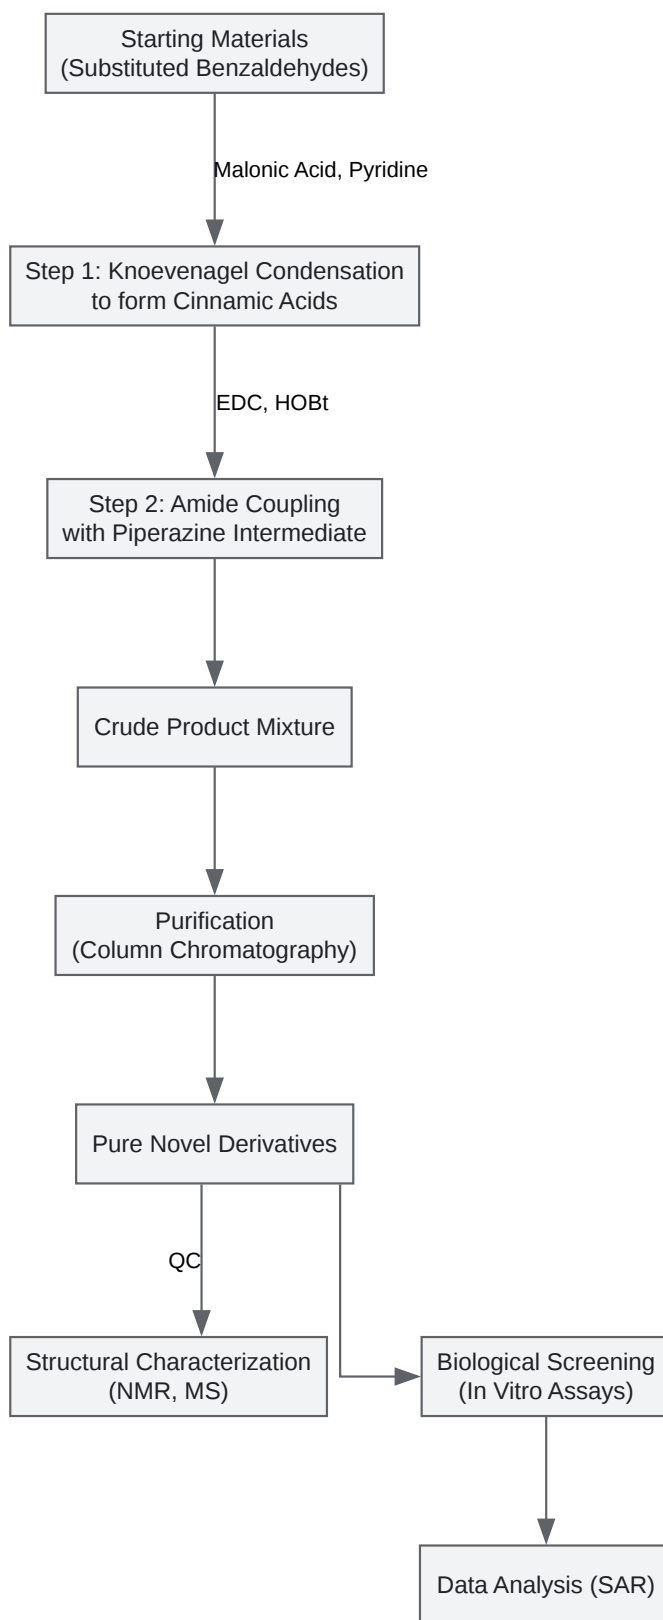 Starting Materials
(Substituted Benzaldehydes)
Malonic Acid, Pyridine
Step 1: Knoevenagel Condensation
to form Cinnamic Acids
EDC, HOBt
Step 2: Amide Coupling
with Piperazine Intermediate
Crude Product Mixture
Purification
(Column Chromatography)
Pure Novel Derivatives
QC
Structural Characterization
(NMR, MS)
Biological Screening
(In Vitro Assays)
Data Analysis (SAR)